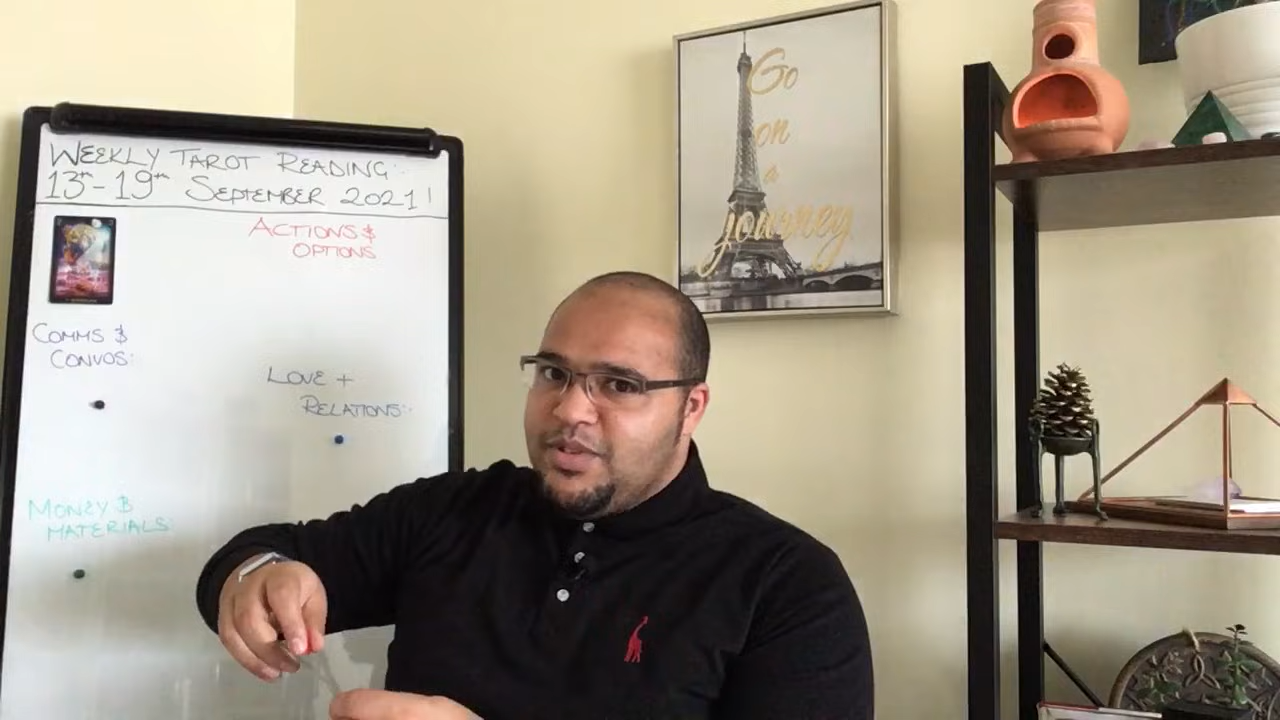 WEEKLY TAROT READING:-
13TH - 19TH SEPTEMBER 2021!
ACTIONS &
OPTIONS
COMMS &
CONVOS:
LOVE +
RELATIONS:-
MONEY &
MATERIALS:
Go
on
a
journey